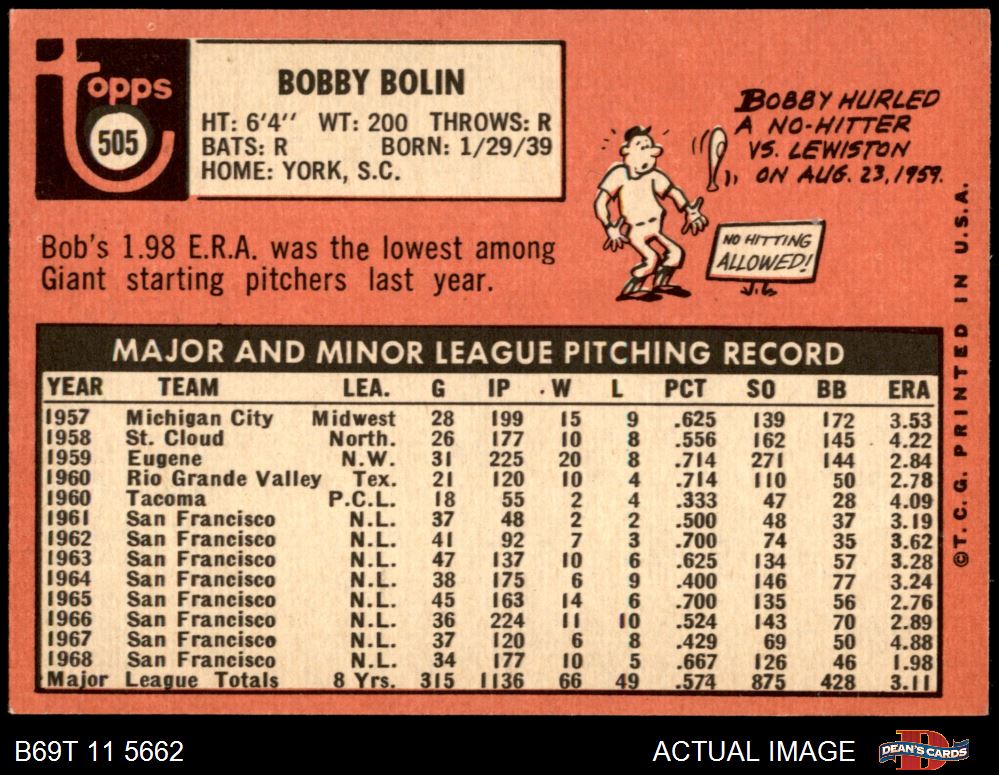 Topps
505
BOBBY BOLIN
HT: 6'4'' WT: 200 THROWS: R
BATS: R BORN: 1/29/39
HOME: YORK, S.C.
BOBBY HURLED
A NO-HITTER
VS. LEWISTON
ON AUG. 23, 1959.
NO HITTING
ALLOWED!
Bob's 1.98 E.R.A. was the lowest among
Giant starting pitchers last year.
MAJOR AND MINOR LEAGUE PITCHING RECORD
YEAR TEAM LEA. G IP W L PCT SO BB ERA
1957 Michigan City Midwest 28 199 15 9 .625 139 172 3.53
1958 St. Cloud North. 26 177 10 8 .556 162 145 4.22
1959 Eugene N.W. 31 225 20 8 .714 271 144 2.84
1960 Rio Grande Valley Tex. 21 120 10 4 .714 110 50 2.78
1960 Tacoma P.C.L. 18 55 2 4 .333 47 28 4.09
1961 San Francisco N.L. 37 48 2 2 .500 48 37 3.19
1962 San Francisco N.L. 41 92 7 3 .700 74 35 3.62
1963 San Francisco N.L. 47 137 10 6 .625 134 57 3.28
1964 San Francisco N.L. 38 175 6 9 .400 146 77 3.24
1965 San Francisco N.L. 45 163 14 6 .700 135 56 2.76
1966 San Francisco N.L. 36 224 11 10 .524 143 70 2.89
1967 San Francisco N.L. 37 120 6 8 .429 69 50 4.88
1968 San Francisco N.L. 34 177 10 5 .667 126 46 1.98
Major League Totals 8 Yrs. 315 1136 66 49 .574 875 428 3.11
©T. C. G. PRINTED IN U.S.A.
B69T 11 5662
ACTUAL IMAGE
DEAN'S CARDS